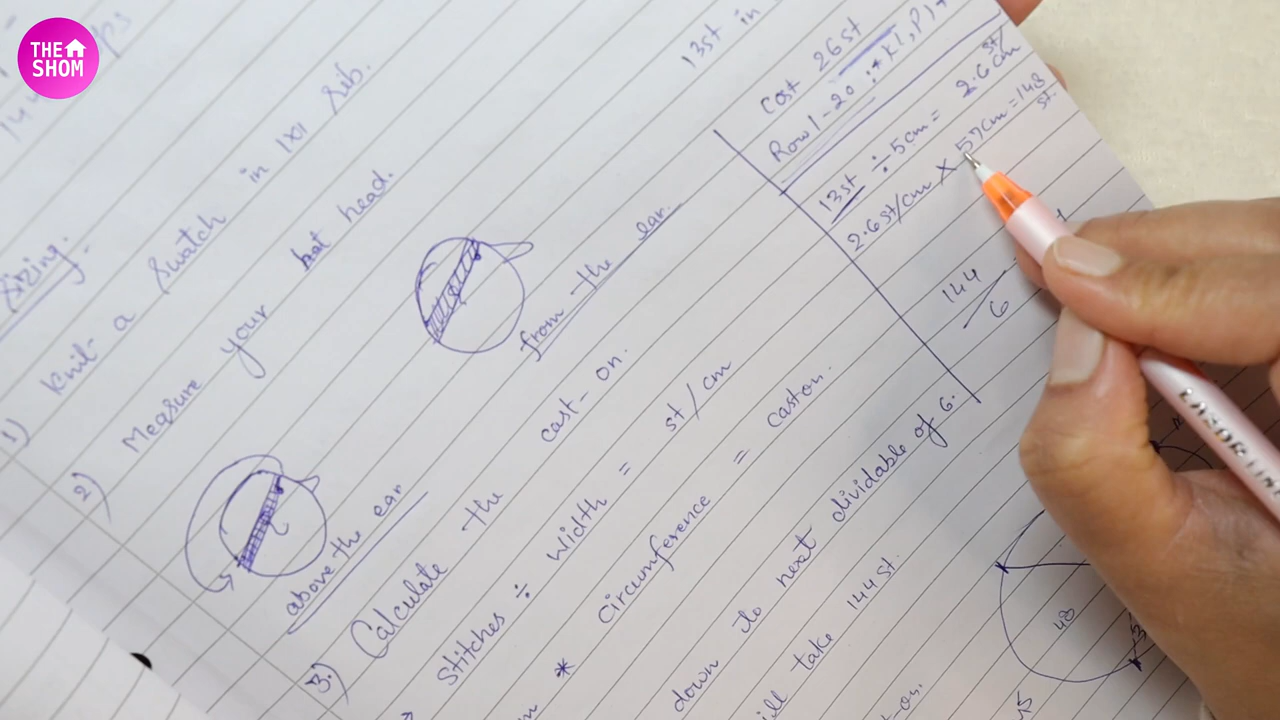 THE
SHOM
sizing.
1) Knit a swatch in 1x1 rib.
2) Measure your hat head.
from the ear.
above the ear
3.) Calculate the cast-on.
Stitches ÷ width = st/cm
* Circumference = caston.
down to next dividable of 6.
take 144 st.
13st in
Cast 26st
Row 1-20 : * K1, P1 *
13st ÷ 5cm = 2.6 st/cm
2.6 st/cm X 57cm = 148 st.
144/6
48